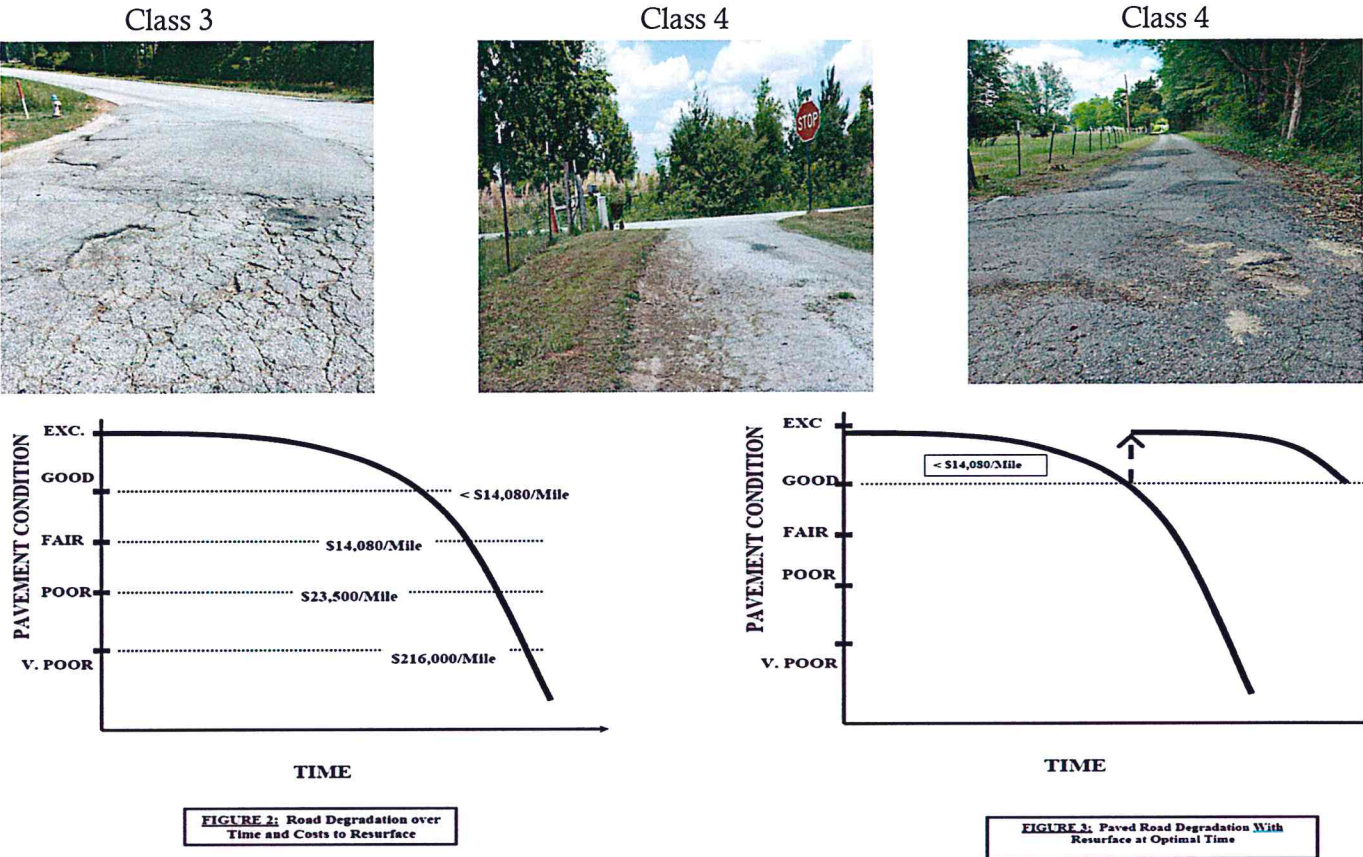 Class 3
Class 4
Class 4
STOP
PAVEMENT CONDITION
EXC.
GOOD
FAIR
POOR
V. POOR
< $14,080/Mile
$14,080/Mile
$23,500/Mile
$216,000/Mile
TIME
FIGURE 2: Road Degradation over
Time and Costs to Resurface
PAVEMENT CONDITION
EXC
GOOD
FAIR
POOR
V. POOR
< $14,080/Mile
TIME
FIGURE 3: Paved Road Degradation With
Resurface at Optimal Time